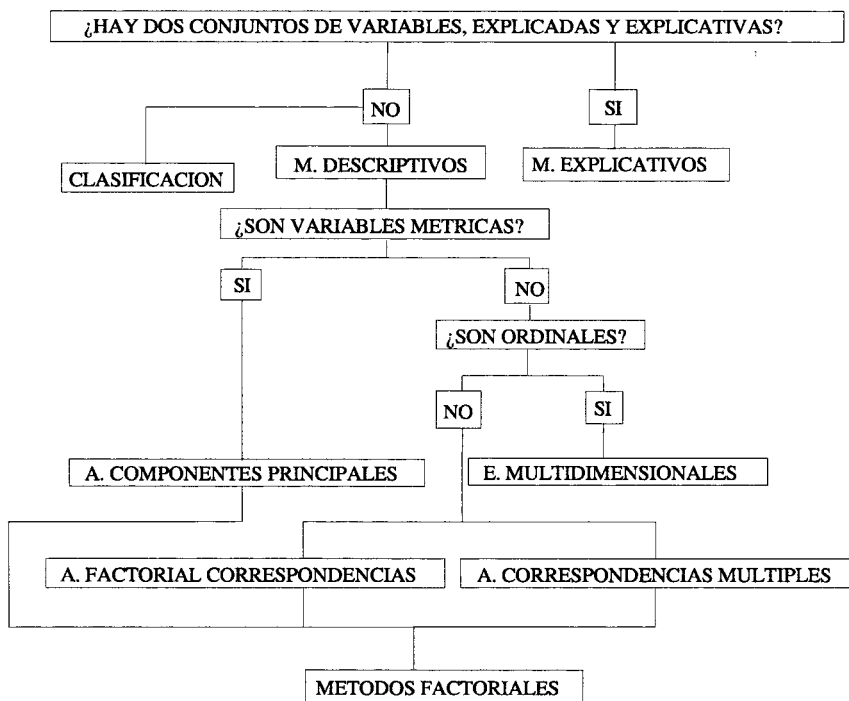 ¿HAY DOS CONJUNTOS DE VARIABLES, EXPLICADAS Y EXPLICATIVAS?
NO
SI
CLASIFICACION
M. DESCRIPTIVOS
M. EXPLICATIVOS
¿SON VARIABLES METRICAS?
SI
NO
¿SON ORDINALES?
NO
SI
A. COMPONENTES PRINCIPALES
E. MULTIDIMENSIONALES
A. FACTORIAL CORRESPONDENCIAS
A. CORRESPONDENCIAS MULTIPLES
METODOS FACTORIALES